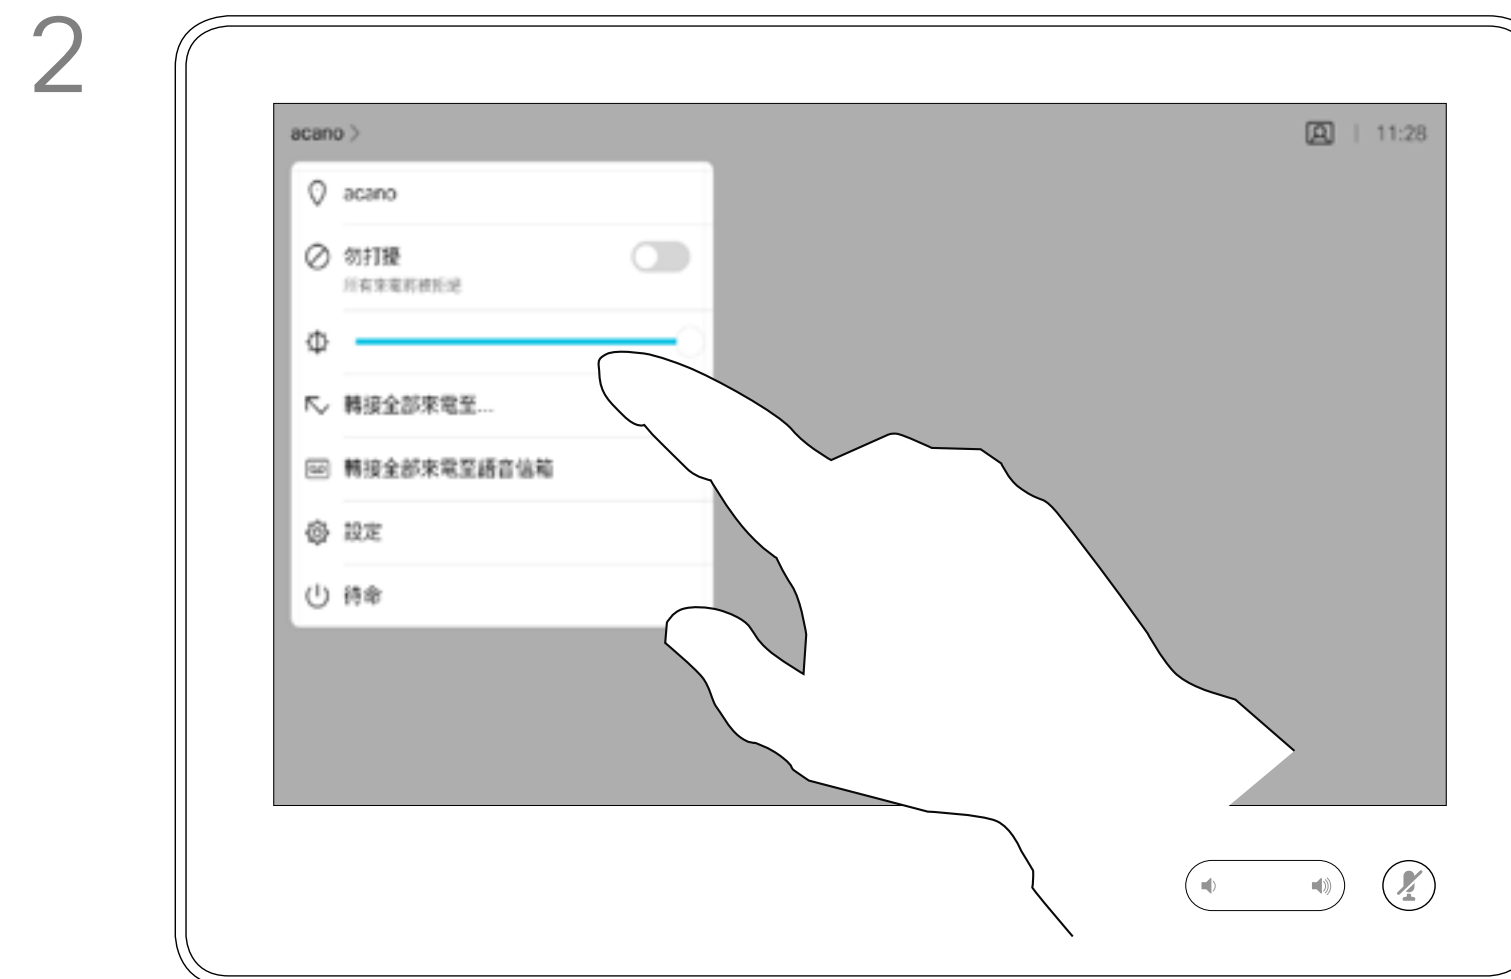 2
acano >
11:28
acano
勿打擾
所有來電將被拒絕
轉接全部來電至...
轉接全部來電至語音信箱
設定
待命